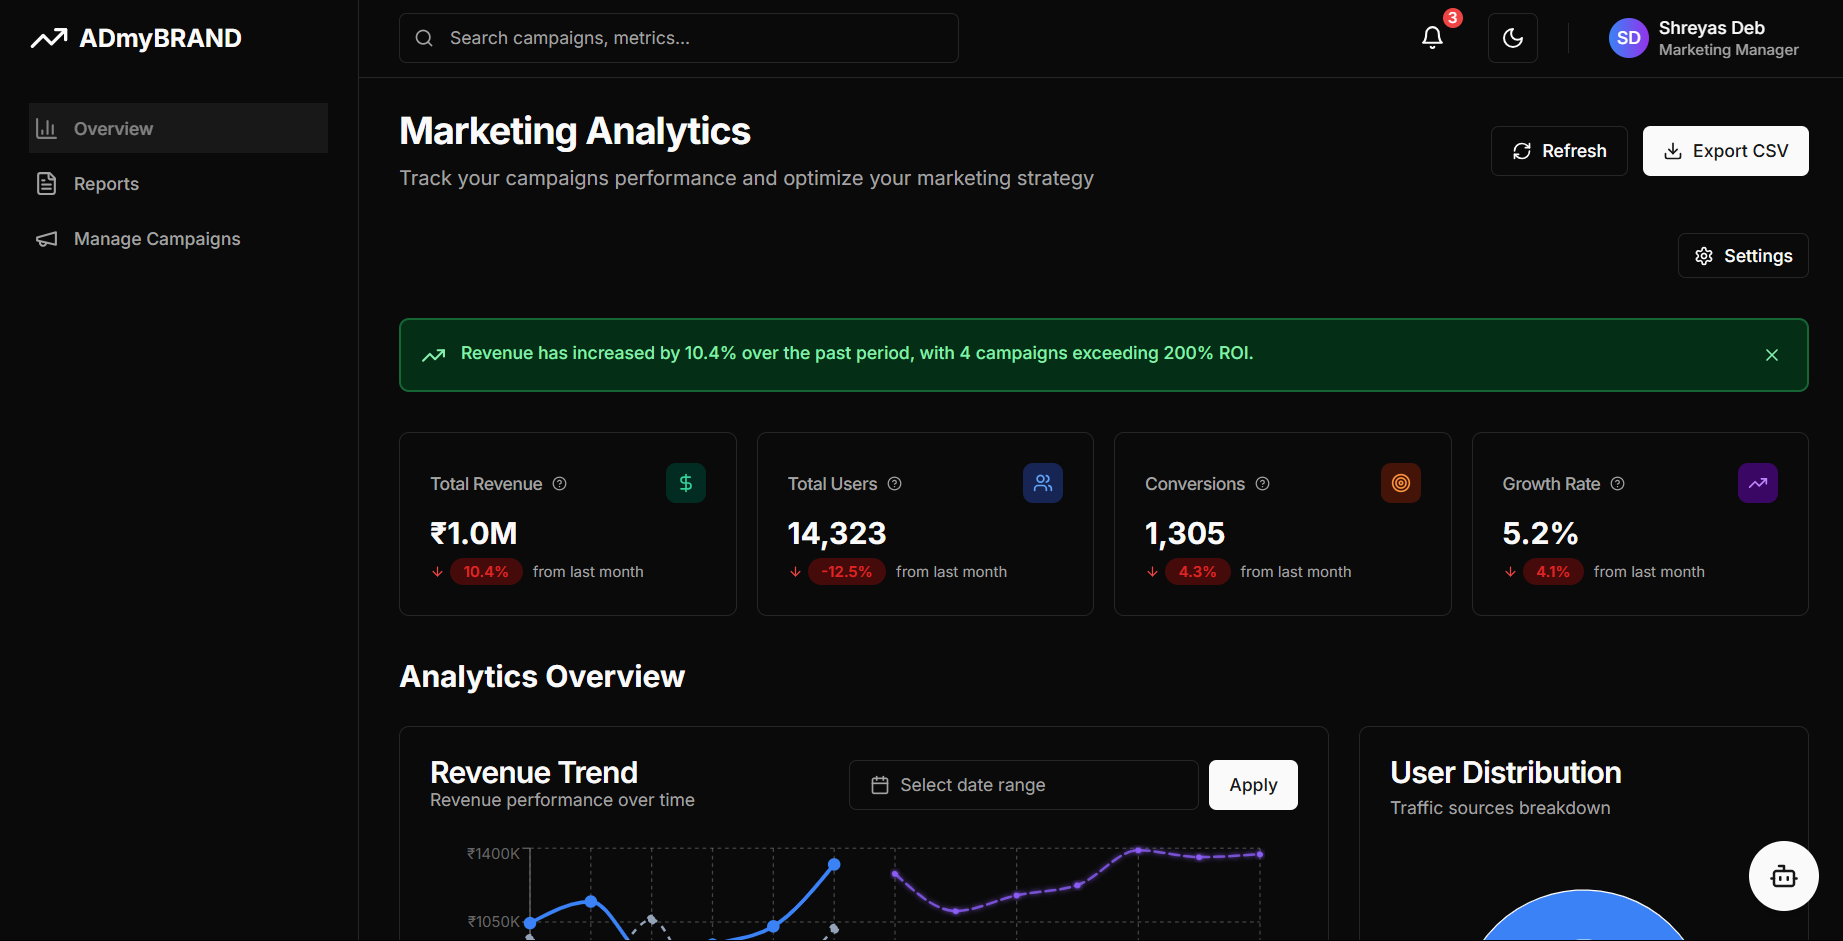 ADmyBRAND
Search campaigns, metrics...
3
SD
Shreyas Deb
Marketing Manager
Overview
Reports
Manage Campaigns
Marketing Analytics
Track your campaigns performance and optimize your marketing strategy
Refresh
Export CSV
Settings
Revenue has increased by 10.4% over the past period, with 4 campaigns exceeding 200% ROI.
Total Revenue
₹1.0M
10.4% from last month
Total Users
14,323
-12.5% from last month
Conversions
1,305
4.3% from last month
Growth Rate
5.2%
4.1% from last month
Analytics Overview
Revenue Trend
Revenue performance over time
Select date range
Apply
₹1400K
₹1050K
User Distribution
Traffic sources breakdown